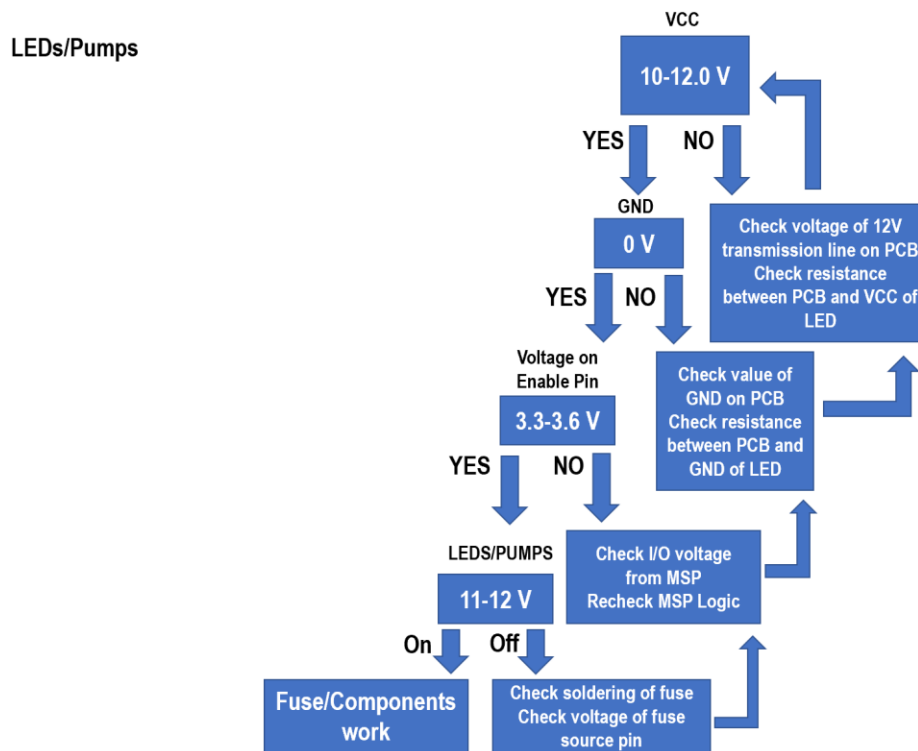 VCC
LEDs/Pumps
10-12.0 V
YES
NO
GND
0 V
Check voltage of 12V
transmission line on PCB
Check resistance
between PCB and VCC of
LED
YES
NO
Voltage on
Enable Pin
3.3-3.6 V
Check value of
GND on PCB
Check resistance
between PCB and
GND of LED
YES
NO
LEDS/PUMPS
11-12 V
Check I/O voltage
from MSP
Recheck MSP Logic
On
Off
Fuse/Components
work
Check soldering of fuse
Check voltage of fuse
source pin